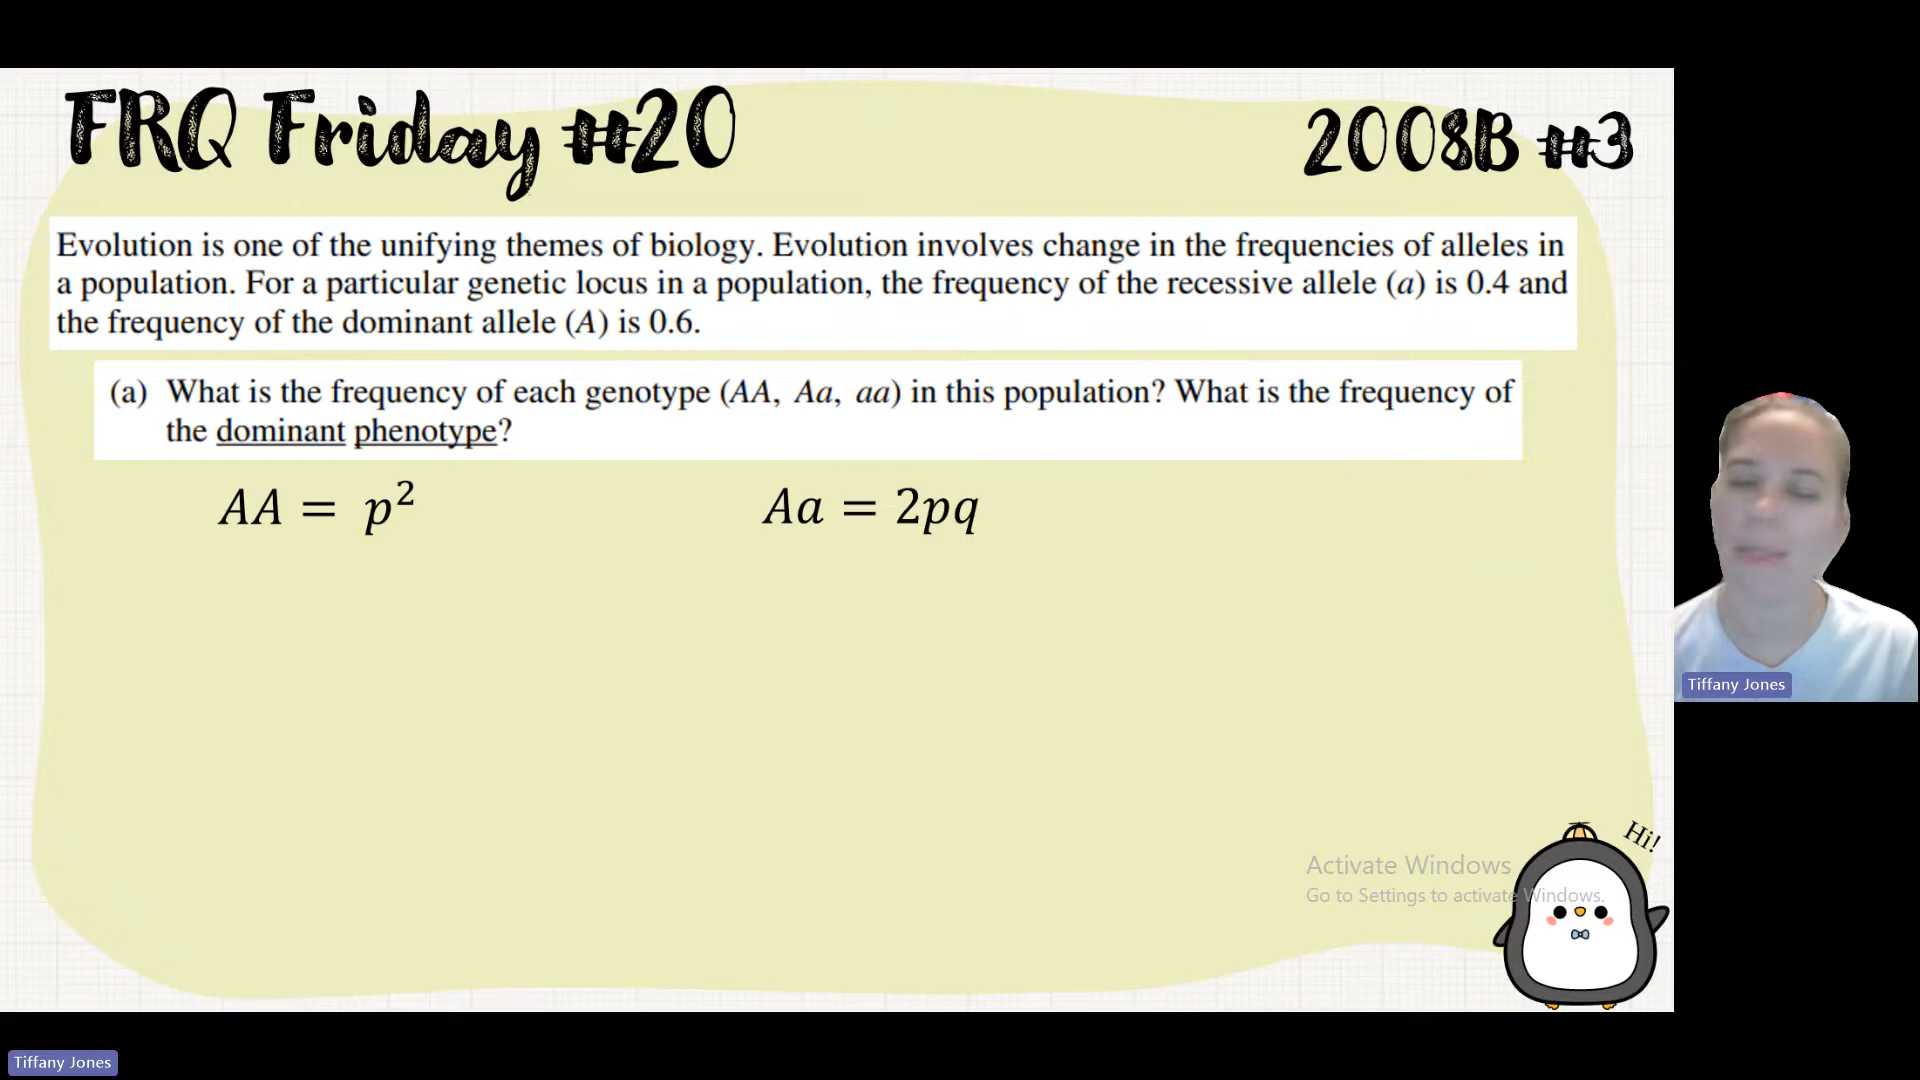 FRQ Friday #20
2008B #3
Evolution is one of the unifying themes of biology. Evolution involves change in the frequencies of alleles in
a population. For a particular genetic locus in a population, the frequency of the recessive allele (a) is 0.4 and
the frequency of the dominant allele (A) is 0.6.
(a) What is the frequency of each genotype (AA, Aa, aa) in this population? What is the frequency of
the dominant phenotype?
AA = p²
Aa = 2pq
Hi!
Activate Windows
Go to Settings to activate Windows.
Tiffany Jones
Tiffany Jones